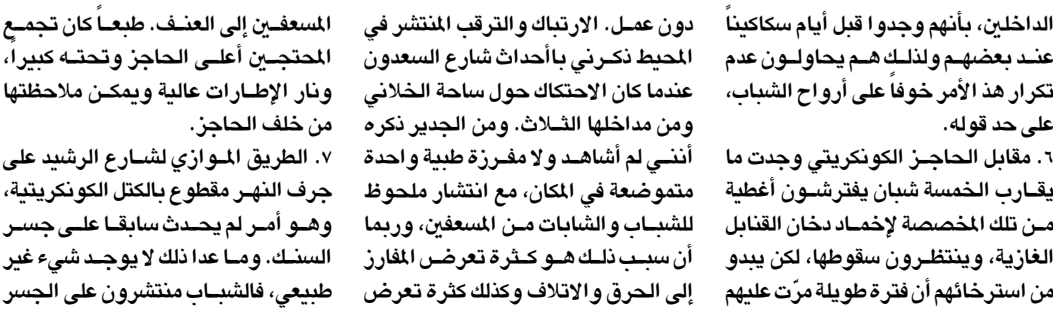 الداخلين، بأنهم وجدوا قبل أيام سكاكيناً
عند بعضهم ولذلك هم يحاولون عدم
تكرار هذ الأمر خوفاً على أرواح الشباب،
على حد قوله.
٦. مقابل الحاجز الكونكريتي وجدت ما
يقارب الخمسة شبان يفترشون أغطية
من تلك المخصصة لإخماد دخان القنابل
الغازية، وينتظرون سقوطها، لكن يبدو
من استرخائهم أن فترة طويلة مرّت عليهم
دون عمل. الارتباك والترقب المنتشر في
المحيط ذكرني بأحداث شارع السعدون
عندما كان الاحتكاك حول ساحة الخلاني
ومن مداخلها الثلاث. ومن الجدير ذكره
أنني لم أشاهد ولا مفرزة طبية واحدة
متموضعة في المكان، مع انتشار ملحوظ
للشباب والشابات من المسعفين، وربما
أن سبب ذلك هو كثرة تعرض المفارز
إلى الحرق والاتلاف وكذلك كثرة تعرض
المسعفين إلى العنف. طبعاً كان تجمع
المحتجين أعلى الحاجز وتحته كبيراً،
ونار الإطارات عالية ويمكن ملاحظتها
من خلف الحاجز.
٧. الطريق الموازي لشارع الرشيد على
جرف النهر مقطوع بالكتل الكونكريتية،
وهو أمر لم يحدث سابقا على جسر
السنك. وما عدا ذلك لا يوجد شيء غير
طبيعي، فالشباب منتشرون على الجسر